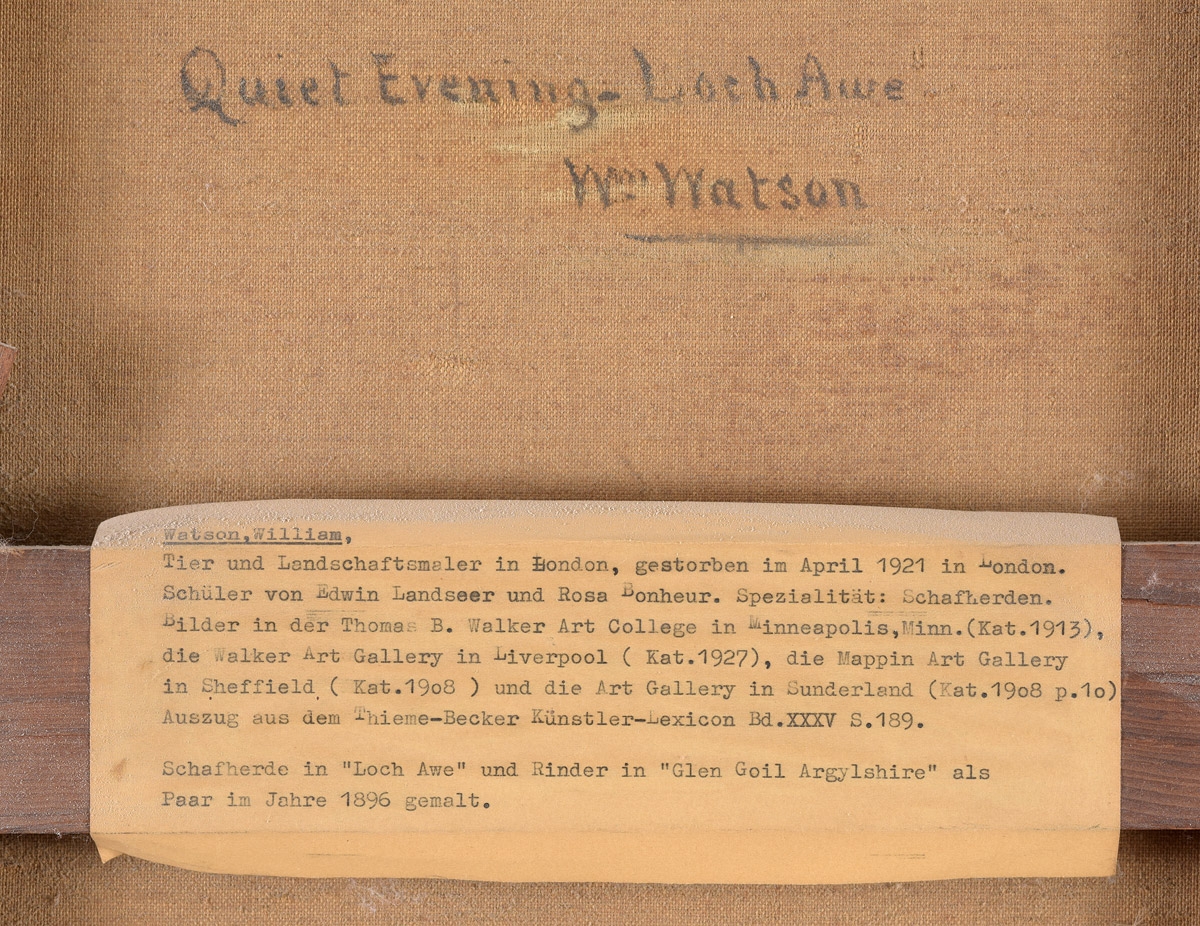 Quiet Evening - Loch Awe"
Wm Watson
Watson,William,
Tier und Landschaftsmaler in London, gestorben im April 1921 in London.
Schüler von Edwin Landseer und Rosa Bonheur. Spezialität: Schafherden.
Bilder in der Thomas B. Walker Art College in Minneapolis,Minn.(Kat.1913),
die Walker Art Gallery in Liverpool ( Kat.1927), die Mappin Art Gallery
in Sheffield ( Kat.19o8 ) und die Art Gallery in Sunderland (Kat.19o8 p.1o)
Auszug aus dem Thieme-Becker Künstler-Lexicon Bd.XXXV S.189.
Schafherde in "Loch Awe" und Rinder in "Glen Goil Argylshire" als
Paar im Jahre 1896 gemalt.